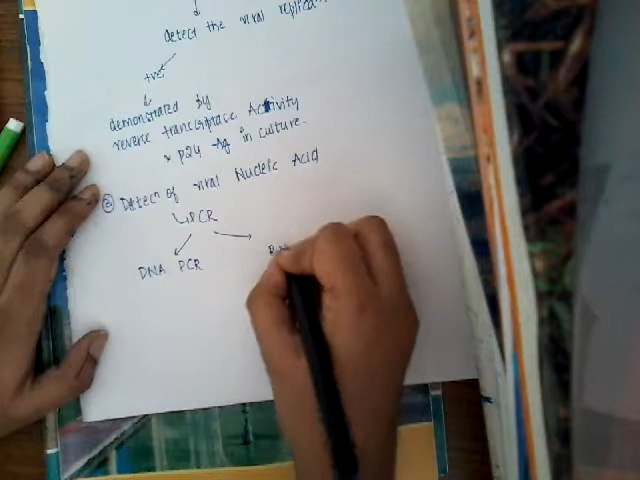 detect the viral replica
+ve
demonstrated by
reverse transcriptase Activity
& p24 Ag in culture.
② Detecn of viral Nucleic Acid
↳ PCR
DNA PCR